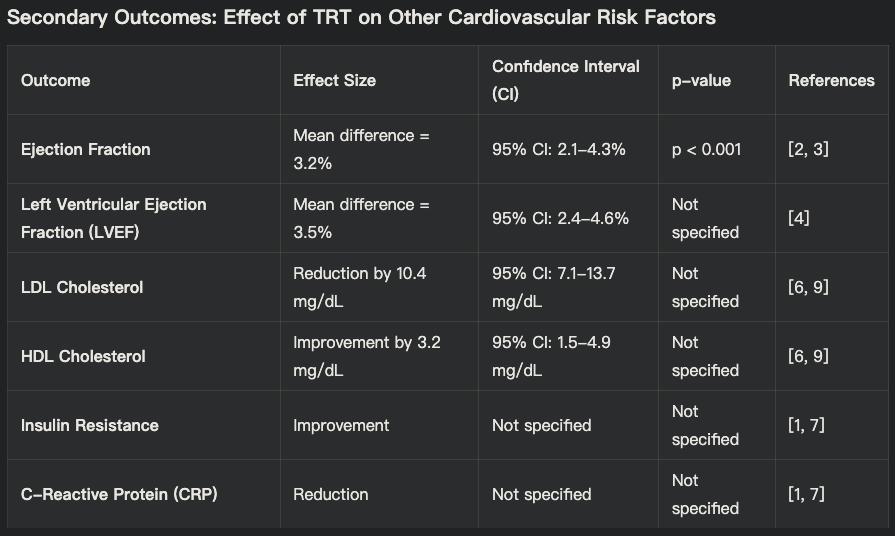 Secondary Outcomes: Effect of TRT on Other Cardiovascular Risk Factors
Outcome
Effect Size
Confidence Interval
(CI)
p-value
References
Ejection Fraction
Mean difference =
3.2%
95% CI: 2.1–4.3%
p < 0.001
[2, 3]
Left Ventricular Ejection
Fraction (LVEF)
Mean difference =
3.5%
95% CI: 2.4–4.6%
Not
specified
[4]
LDL Cholesterol
Reduction by 10.4
mg/dL
95% CI: 7.1–13.7
mg/dL
Not
specified
[6, 9]
HDL Cholesterol
Improvement by 3.2
mg/dL
95% CI: 1.5–4.9
mg/dL
Not
specified
[6, 9]
Insulin Resistance
Improvement
Not specified
Not
specified
[1, 7]
C-Reactive Protein (CRP)
Reduction
Not specified
Not
specified
[1, 7]